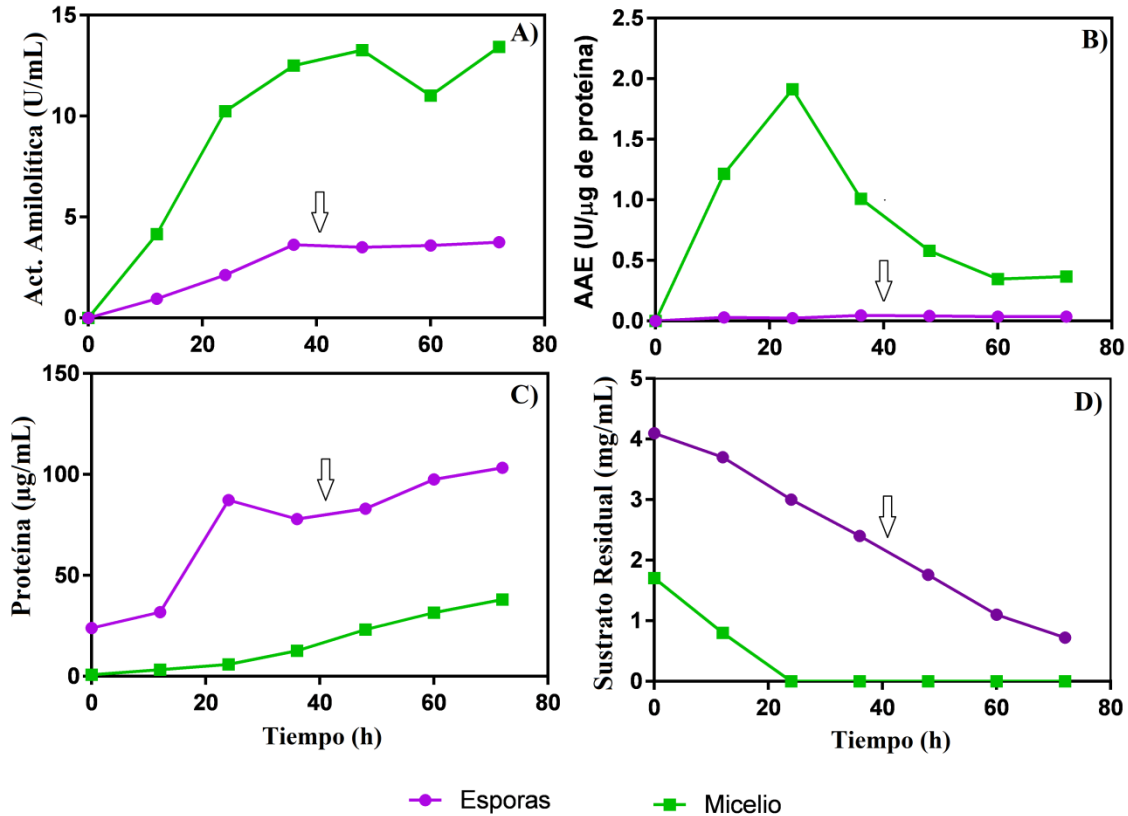 A)
Act. Amilolítica (U/mL)
15
10
5
0
0 20 40 60 80
B)
AAE (U/µg de proteína)
2.5
2.0
1.5
1.0
0.5
0.0
0 20 40 60 80
C)
Proteína (µg/mL)
150
100
50
0
0 20 40 60 80
Tiempo (h)
D)
Sustrato Residual (mg/mL)
5
4
3
2
1
0
0 20 40 60 80
Tiempo (h)
Esporas Micelio